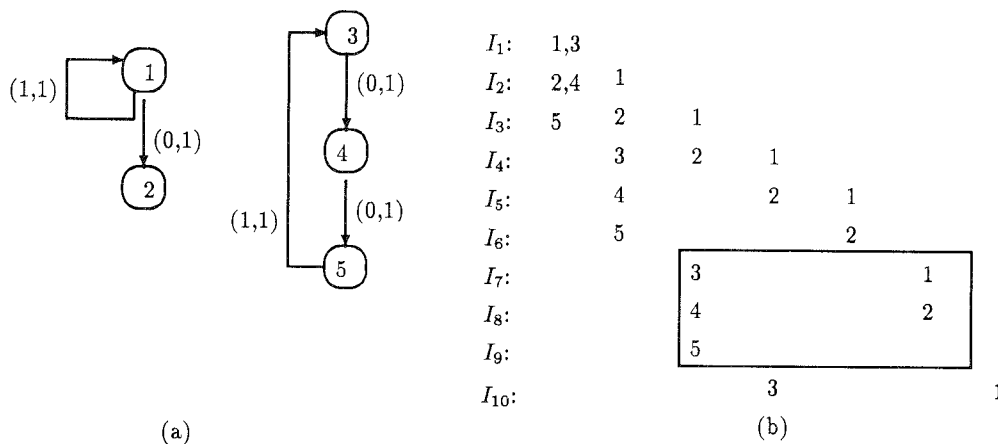 1
(1,1)
(0,1)
2
(a)
3
(0,1)
4
(1,1)
(0,1)
5
I₁: 1,3
I₂: 2,4 1
I₃: 5 2 1
I₄: 3 2 1
I₅: 4 2 1
I₆: 5 2
I₇: 3 1
I₈: 4 2
I₉: 5
I₁₀: 3 1
(b)